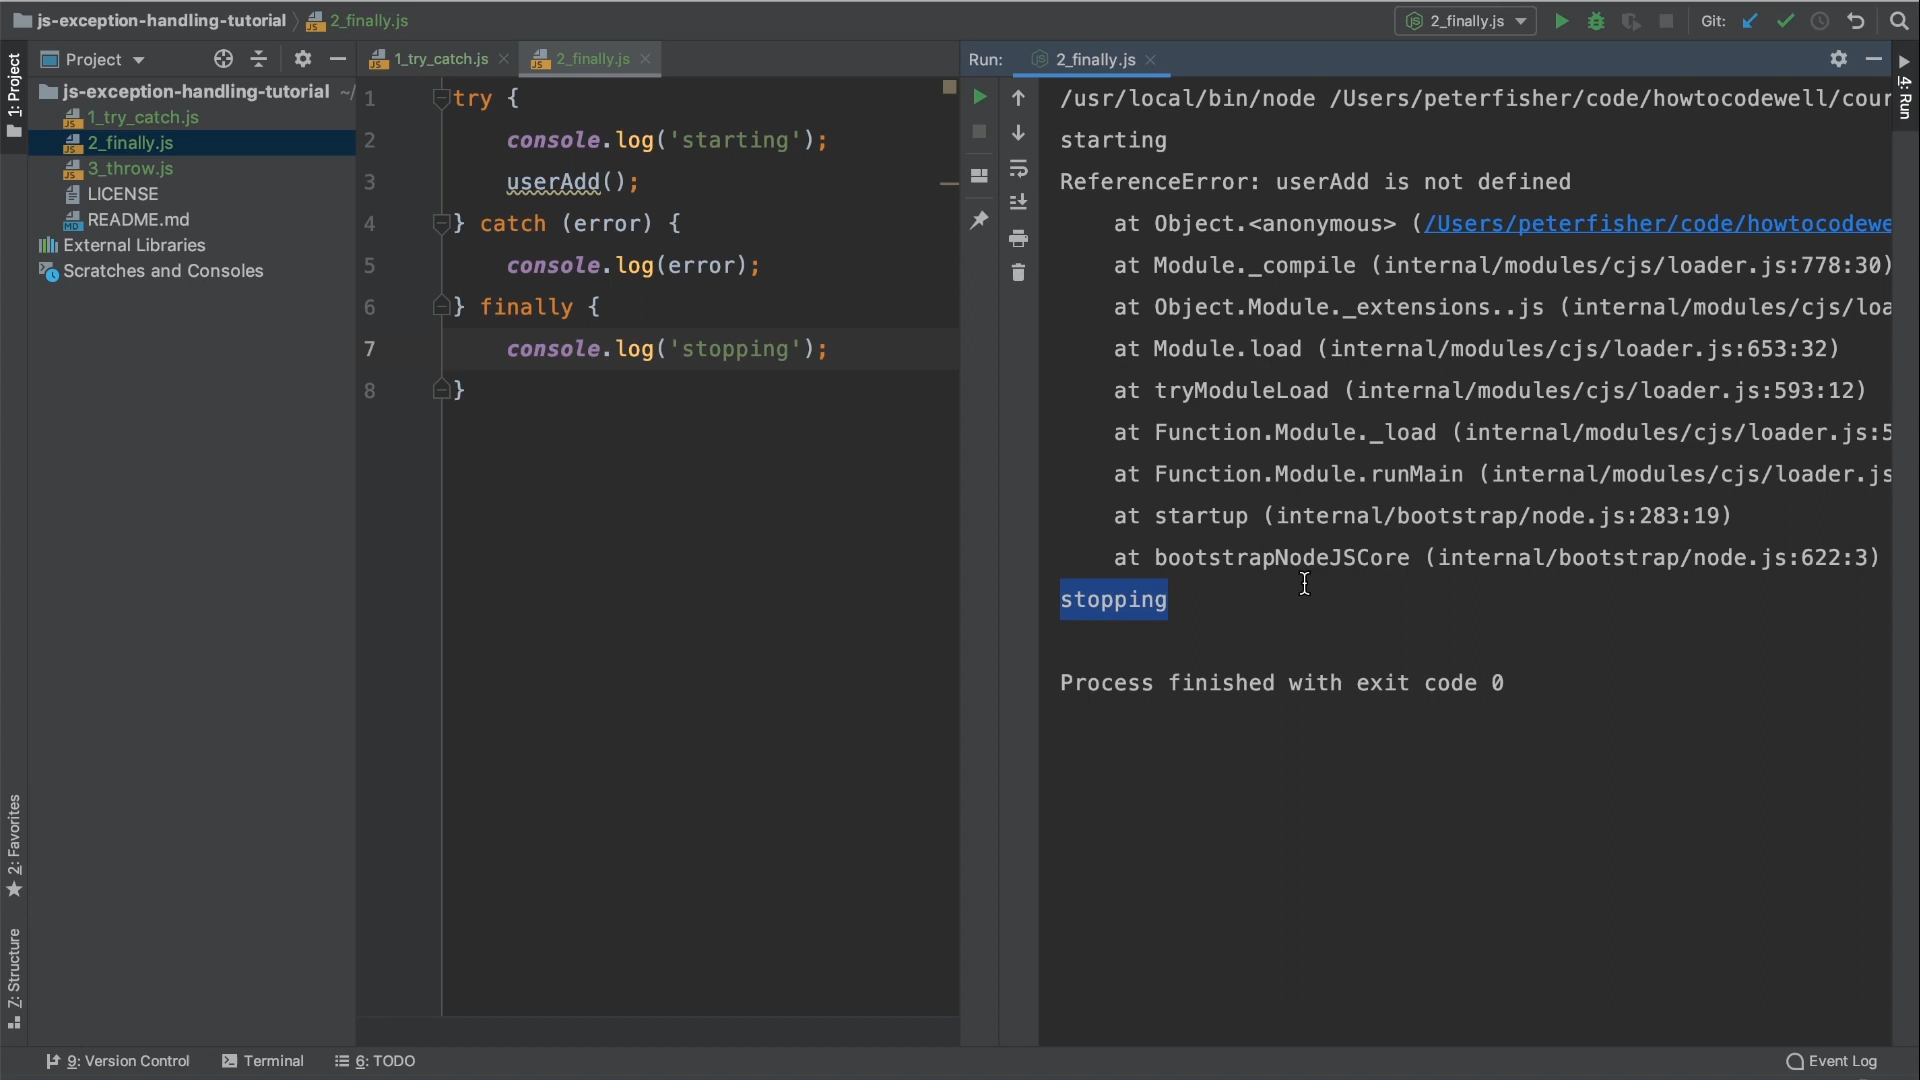 js-exception-handling-tutorial 2_finally.js 2_finally.js Git:
1: Project
Project
js-exception-handling-tutorial ~/
1_try_catch.js
2_finally.js
3_throw.js
LICENSE
README.md
External Libraries
Scratches and Consoles
2: Favorites
7: Structure
1_try_catch.js 2_finally.js
1 try {
2 console.log('starting');
3 userAdd();
4 } catch (error) {
5 console.log(error);
6 } finally {
7 console.log('stopping');
8 }
Run: 2_finally.js
4: Run
/usr/local/bin/node /Users/peterfisher/code/howtocodewell/cour
starting
ReferenceError: userAdd is not defined
at Object.<anonymous> (/Users/peterfisher/code/howtocodewe
at Module._compile (internal/modules/cjs/loader.js:778:30)
at Object.Module._extensions..js (internal/modules/cjs/loa
at Module.load (internal/modules/cjs/loader.js:653:32)
at tryModuleLoad (internal/modules/cjs/loader.js:593:12)
at Function.Module._load (internal/modules/cjs/loader.js:5
at Function.Module.runMain (internal/modules/cjs/loader.js
at startup (internal/bootstrap/node.js:283:19)
at bootstrapNodeJSCore (internal/bootstrap/node.js:622:3)
stopping
Process finished with exit code 0
9: Version Control Terminal 6: TODO Event Log